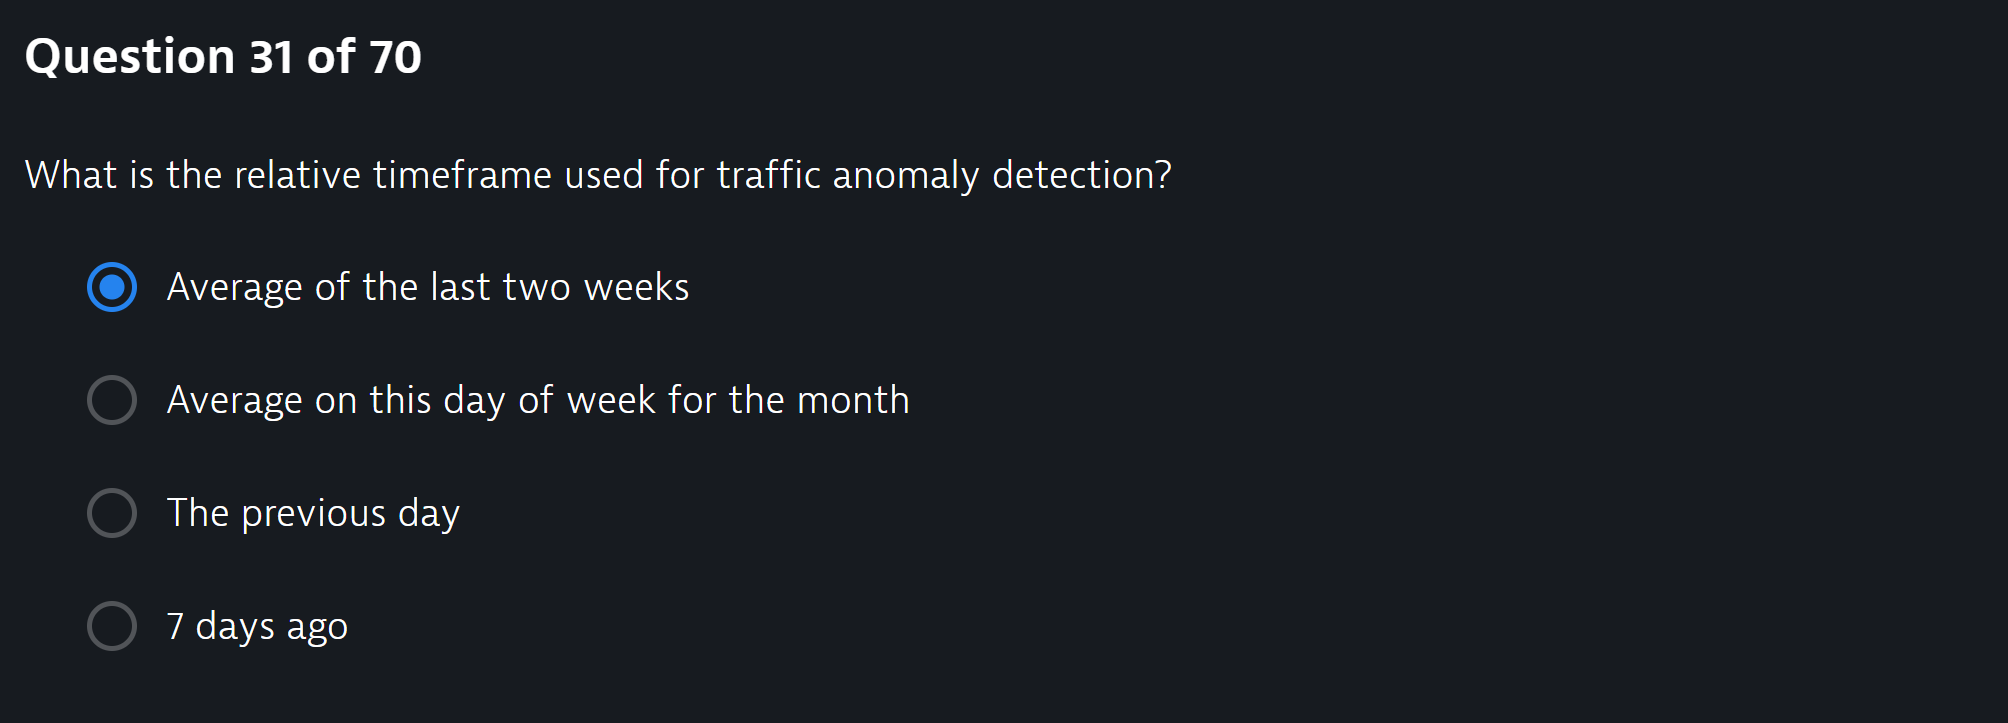 Question 31 of 70
What is the relative timeframe used for traffic anomaly detection?
Average of the last two weeks
Average on this day of week for the month
The previous day
7 days ago